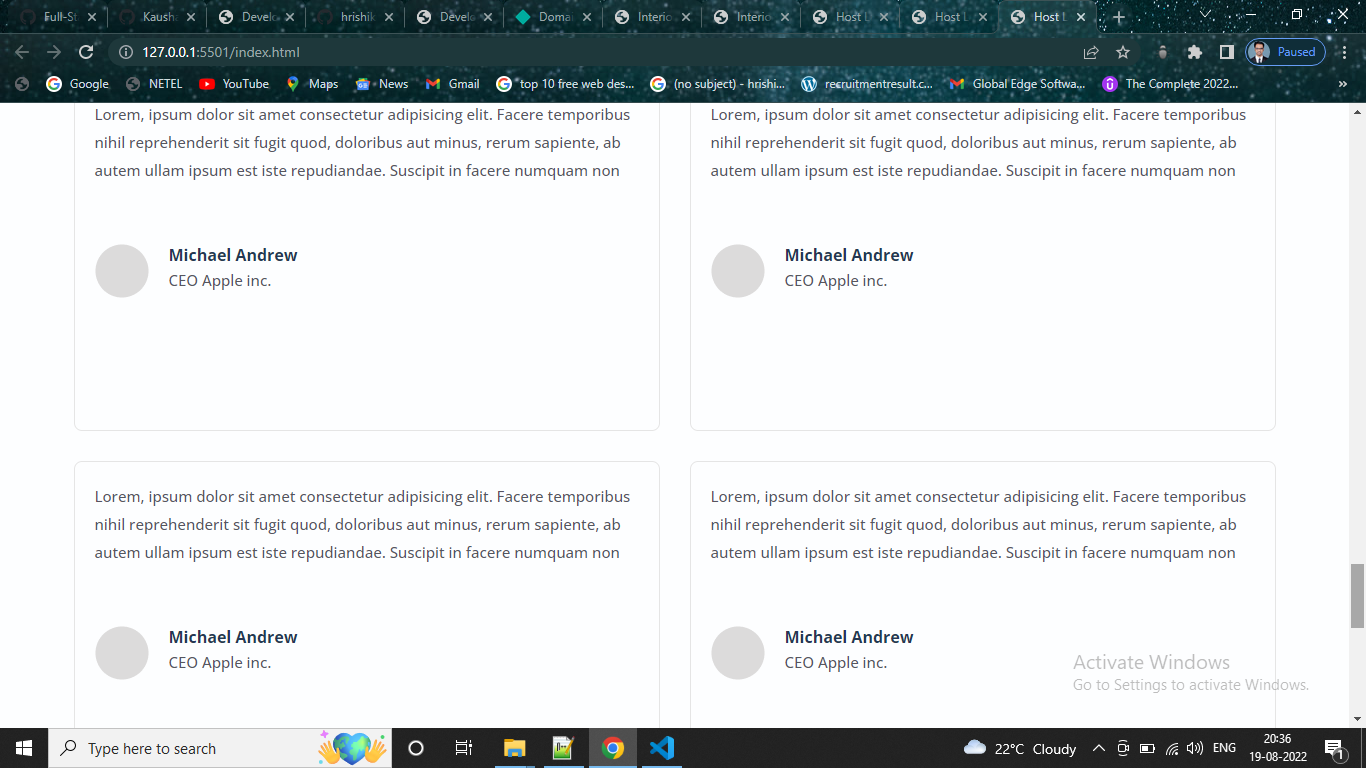 Full-St
Kausha
Develo
hrishik
Develo
Doma
Interio
Interio
Host D
Host L
Host L
127.0.0.1:5501/index.html
Paused
Google
NETEL
YouTube
Maps
News
Gmail
top 10 free web des...
(no subject) - hrishi...
recruitmentresult.c...
Global Edge Softwa...
The Complete 2022...
Lorem, ipsum dolor sit amet consectetur adipisicing elit. Facere temporibus
nihil reprehenderit sit fugit quod, doloribus aut minus, rerum sapiente, ab
autem ullam ipsum est iste repudiandae. Suscipit in facere numquam non
Michael Andrew
CEO Apple inc.
Lorem, ipsum dolor sit amet consectetur adipisicing elit. Facere temporibus
nihil reprehenderit sit fugit quod, doloribus aut minus, rerum sapiente, ab
autem ullam ipsum est iste repudiandae. Suscipit in facere numquam non
Michael Andrew
CEO Apple inc.
Lorem, ipsum dolor sit amet consectetur adipisicing elit. Facere temporibus
nihil reprehenderit sit fugit quod, doloribus aut minus, rerum sapiente, ab
autem ullam ipsum est iste repudiandae. Suscipit in facere numquam non
Michael Andrew
CEO Apple inc.
Lorem, ipsum dolor sit amet consectetur adipisicing elit. Facere temporibus
nihil reprehenderit sit fugit quod, doloribus aut minus, rerum sapiente, ab
autem ullam ipsum est iste repudiandae. Suscipit in facere numquam non
Michael Andrew
CEO Apple inc.
Activate Windows
Go to Settings to activate Windows.
Type here to search
22°C Cloudy
ENG
20:36
19-08-2022
1